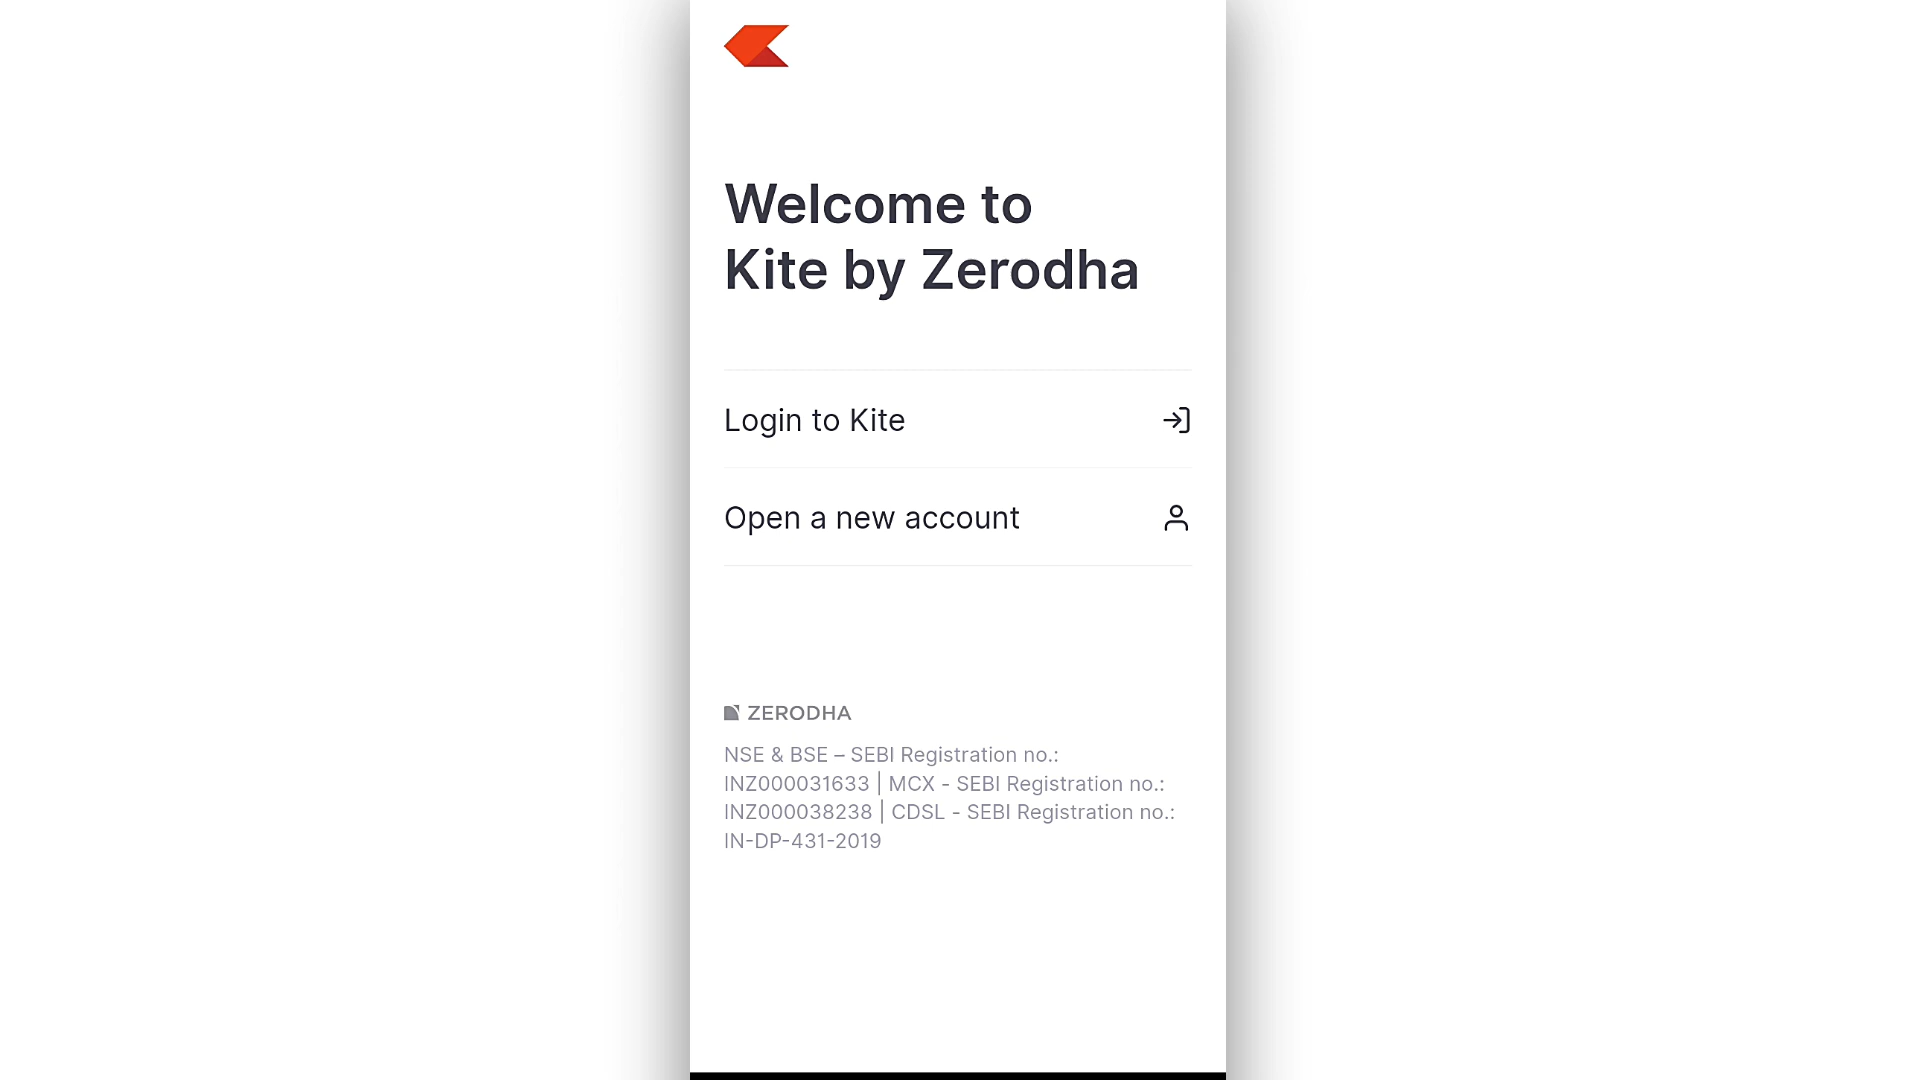 Welcome to
Kite by Zerodha
Login to Kite
Open a new account
ZERODHA
NSE & BSE – SEBI Registration no.:
INZ000031633 | MCX - SEBI Registration no.:
INZ000038238 | CDSL - SEBI Registration no.:
IN-DP-431-2019